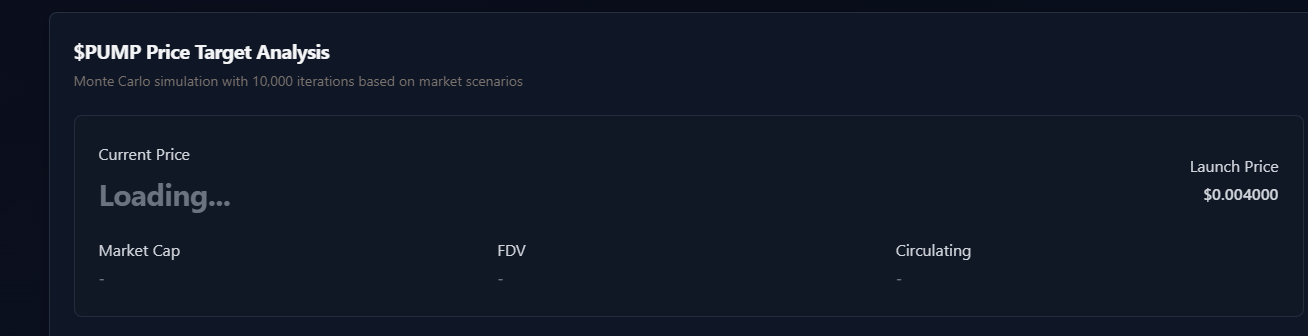 $PUMP Price Target Analysis
Monte Carlo simulation with 10,000 iterations based on market scenarios
Current Price
Loading...
Launch Price
$0.004000
Market Cap
-
FDV
-
Circulating
-